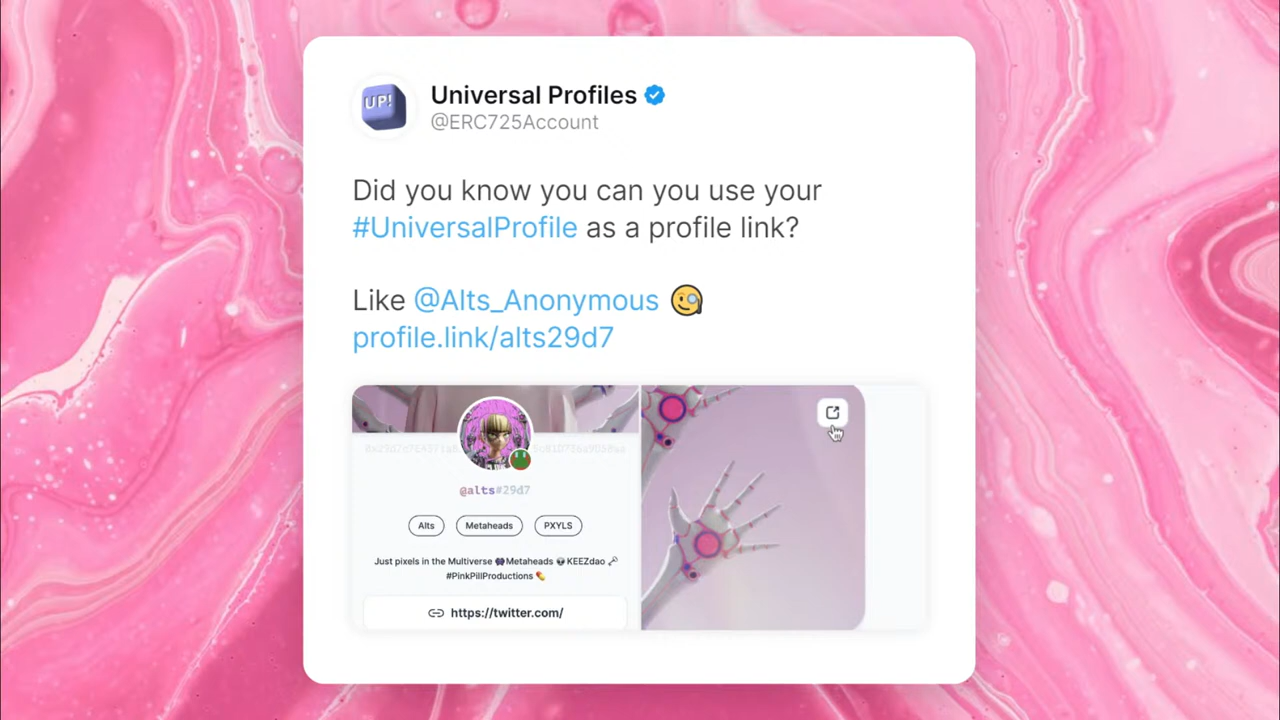 UP!
Universal Profiles
@ERC725Account
Did you know you can you use your
#UniversalProfile as a profile link?
Like @Alts_Anonymous
profile.link/alts29d7
@alts#29d7
Alts Metaheads PXYLS
Just pixels in the Multiverse Metaheads KEEZdao
#PinkPillProductions
https://twitter.com/